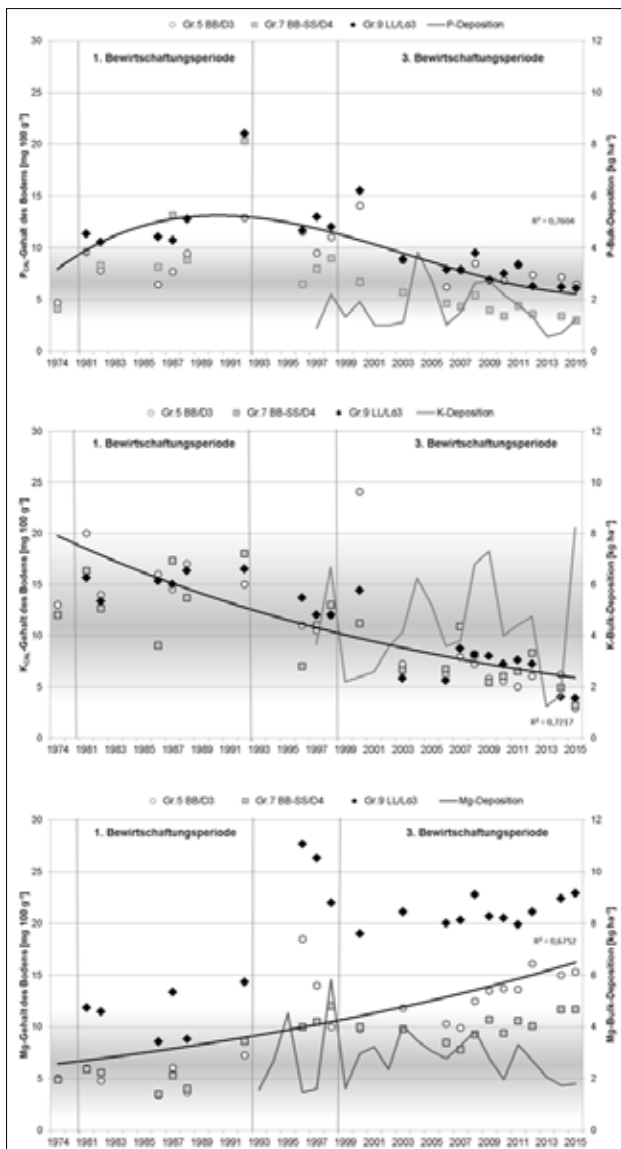 Gr.5 BB/D3 Gr.7 BB-SS/D4 Gr.9 LL/Lö3 P-Deposition
1. Bewirtschaftungsperiode 3. Bewirtschaftungsperiode
P_CAL-Gehalt des Bodens [mg 100 g⁻¹]
30
25
20
15
10
5
0
12
10
8
6
4
2
0
P-Bulk-Deposition [kg ha⁻¹]
R² = 0,7604
1974 1981 1983 1985 1987 1989 1991 1993 1995 1997 1999 2001 2003 2005 2007 2009 2011 2013 2015
Gr.5 BB/D3 Gr.7 BB-SS/D4 Gr.9 LL/Lö3 K-Deposition
1. Bewirtschaftungsperiode 3. Bewirtschaftungsperiode
K_CAL-Gehalt des Bodens [mg 100 g⁻¹]
30
25
20
15
10
5
0
12
10
8
6
4
2
0
K-Bulk-Deposition [kg ha⁻¹]
R² = 0,7217
1974 1981 1983 1985 1987 1989 1991 1993 1995 1997 1999 2001 2003 2005 2007 2009 2011 2013 2015
Gr.5 BB/D3 Gr.7 BB-SS/D4 Gr.9 LL/Lö3 Mg-Deposition
1. Bewirtschaftungsperiode 3. Bewirtschaftungsperiode
Mg-Gehalt des Bodens [mg 100 g⁻¹]
30
25
20
15
10
5
0
12
10
8
6
4
2
0
Mg-Bulk-Deposition [kg ha⁻¹]
R² = 0,6752
1974 1981 1983 1985 1987 1989 1991 1993 1995 1997 1999 2001 2003 2005 2007 2009 2011 2013 2015